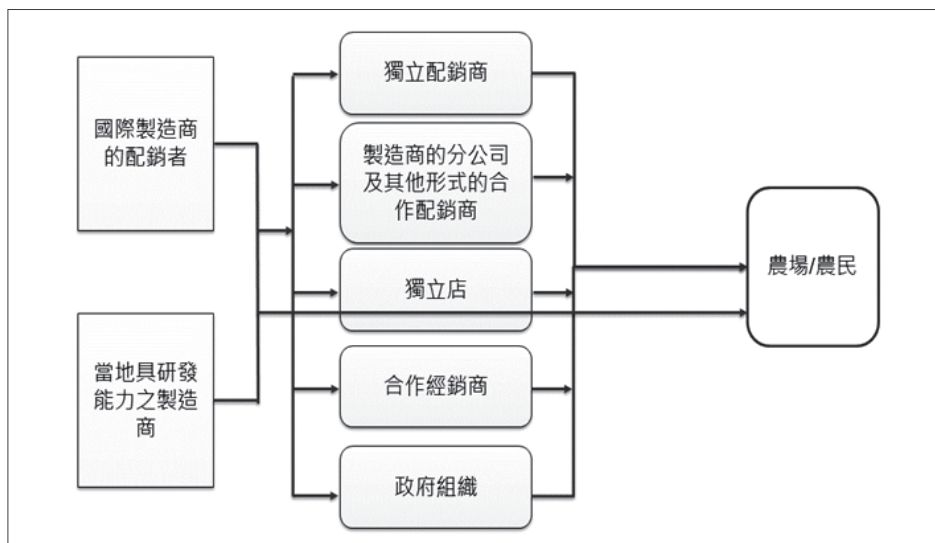 國際製造商
的配銷者
當地具研發
能力之製造
商
獨立配銷商
製造商的分公司
及其他形式的合
作配銷商
獨立店
合作經銷商
政府組織
農場/農民